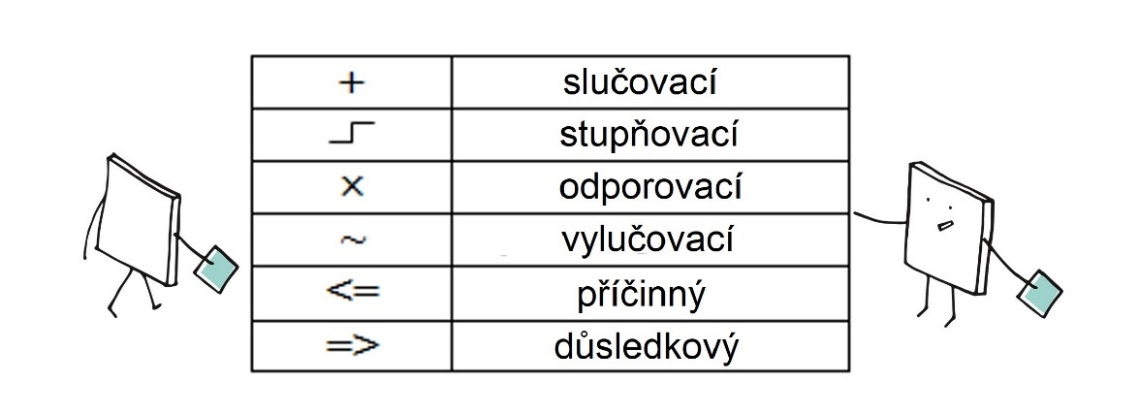 + slučovací
stupňovací
× odporovací
~ vylučovací
<= příčinný
=> důsledkový